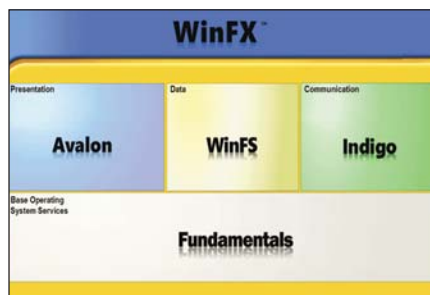 WinFX™
Presentation
Avalon
Data
WinFS
Communication
Indigo
Base Operating
System Services
Fundamentals